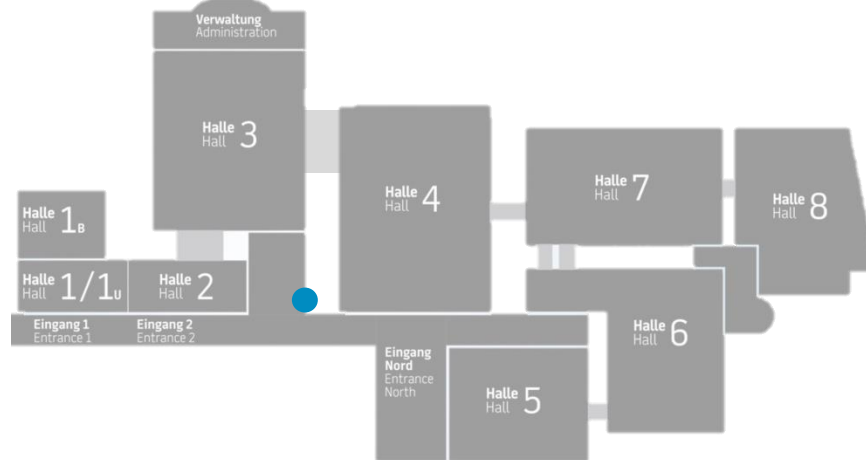 Verwaltung
Administration
Halle
Hall 3
Halle
Hall 4
Halle
Hall 7
Halle
Hall 8
Halle
Hall 1B
Halle
Hall 1/1U
Halle
Hall 2
Eingang 1
Entrance 1
Eingang 2
Entrance 2
Halle
Hall 6
Eingang
Nord
Entrance
North
Halle
Hall 5